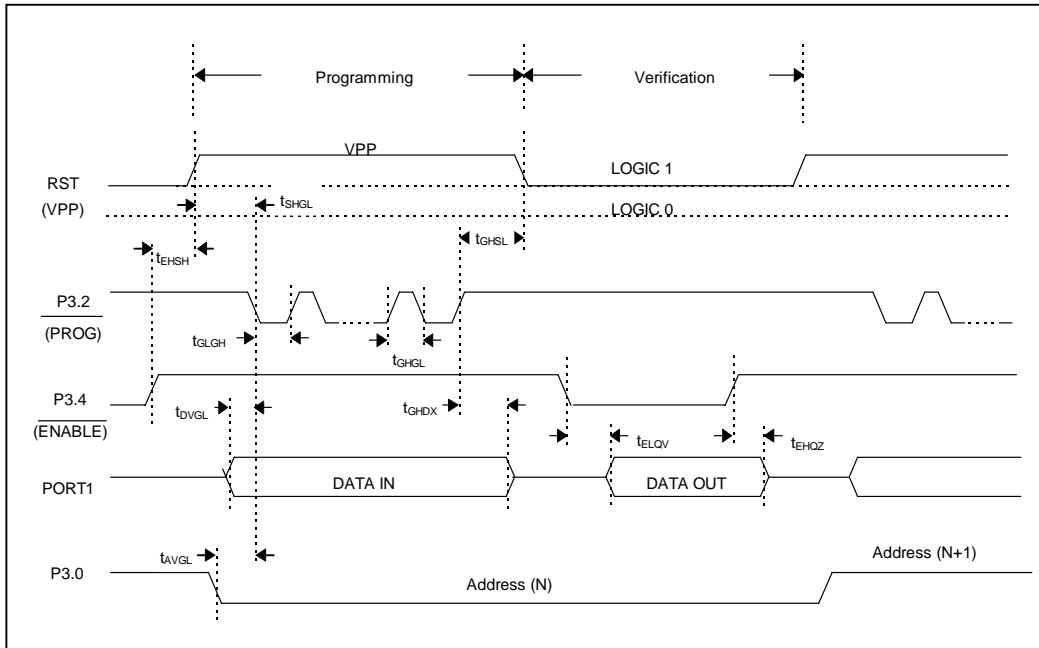 Programming
Verification
VPP
LOGIC 1
RST
(VPP)
tSHGL
LOGIC 0
tGHSL
tEHSH
P3.2
(PROG)
tGLGH
tGHGL
P3.4
(ENABLE)
tDVGL
tGHDX
tELQV
tEHQZ
PORT1
DATA IN
DATA OUT
tAVGL
P3.0
Address (N)
Address (N+1)